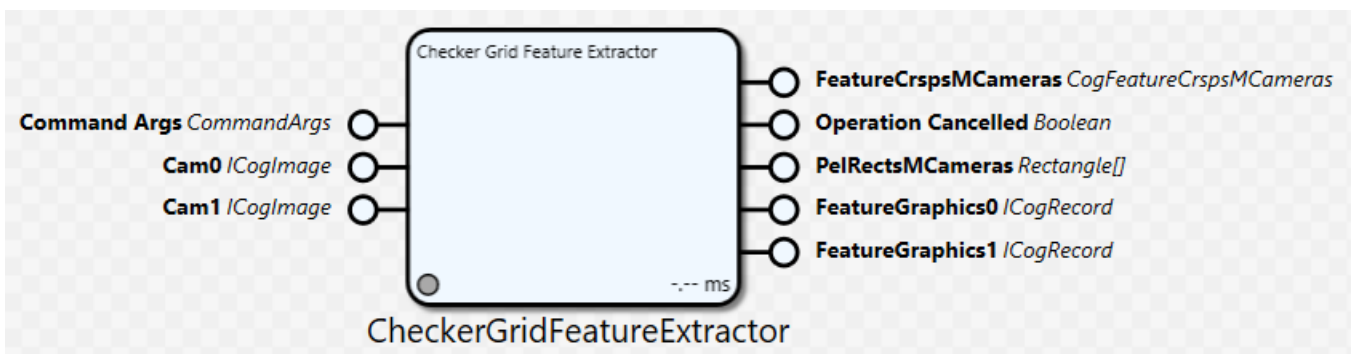 Checker Grid Feature Extractor
FeatureCrspsMCameras CogFeatureCrspsMCameras
Command Args CommandArgs
Operation Cancelled Boolean
Cam0 ICogImage
PelRectsMCameras Rectangle[]
Cam1 ICogImage
FeatureGraphics0 ICogRecord
FeatureGraphics1 ICogRecord
-.-- ms
CheckerGridFeatureExtractor